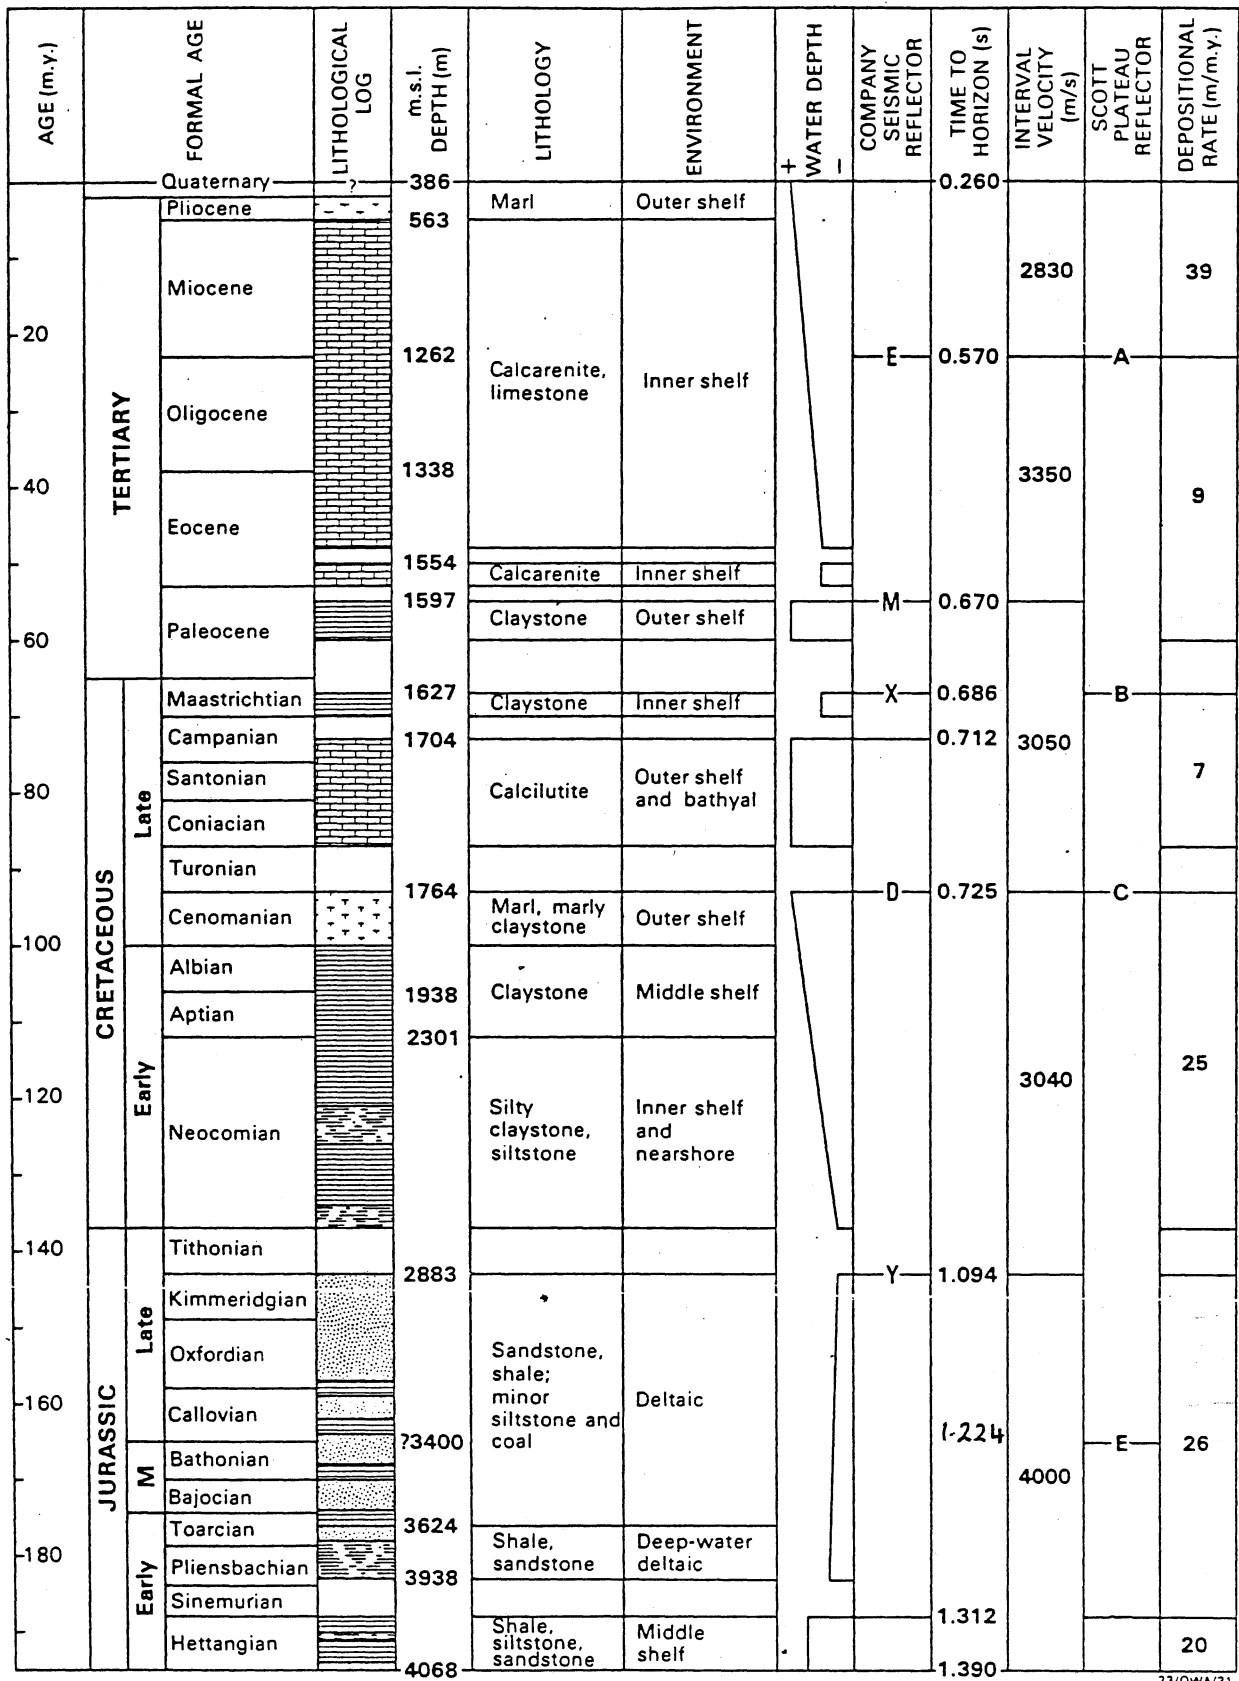 AGE (m.y.)
FORMAL AGE
LITHOLOGICAL
LOG
m.s.l.
DEPTH (m)
LITHOLOGY
ENVIRONMENT
+ WATER DEPTH −
COMPANY
SEISMIC
REFLECTOR
TIME TO
HORIZON (s)
INTERVAL
VELOCITY
(m/s)
SCOTT
PLATEAU
REFLECTOR
DEPOSITIONAL
RATE (m/m.y.)
Quaternary ? 386 0.260
Pliocene Marl Outer shelf
563
2830 39
Miocene
20
1262 E 0.570 A
Calcarenite,
limestone
Inner shelf
TERTIARY
Oligocene
1338
3350
40
9
Eocene
1554
Calcarenite Inner shelf
1597 M 0.670
Claystone Outer shelf
Paleocene
60
Maastrichtian 1627 X 0.686 B
Claystone Inner shelf
Campanian 1704 0.712 3050
7
Santonian
Outer shelf
and bathyal
80
Calcilutite
Late
Coniacian
Turonian
1764 D 0.725 C
Marl, marly
claystone
Cenomanian Outer shelf
100
CRETACEOUS
Albian
Claystone Middle shelf
1938
Aptian
2301
25
3040
120
Early
Silty
claystone,
siltstone
Inner shelf
and
nearshore
Neocomian
140
Tithonian
2883 Y 1.094
Kimmeridgian
Late
Oxfordian
Sandstone,
shale;
minor
siltstone and
coal
Deltaic
160
JURASSIC
Callovian
?3400 1.224 E 26
M
Bathonian
4000
Bajocian
Toarcian 3624
Shale,
sandstone
Deep-water
deltaic
180
Early
Pliensbachian
3938
Sinemurian
1.312
Hettangian
Shale,
siltstone,
sandstone
Middle
shelf
20
4068 1.390
23/OWA/21